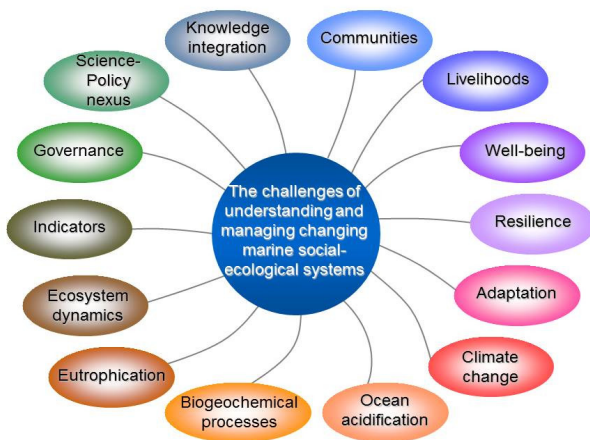 Knowledge
integration
Communities
Livelihoods
Well-being
Resilience
Adaptation
Climate
change
Ocean
acidification
Biogeochemical
processes
Eutrophication
Ecosystem
dynamics
Indicators
Governance
Science-
Policy
nexus
The challenges of
understanding and
managing changing
marine social-
ecological systems